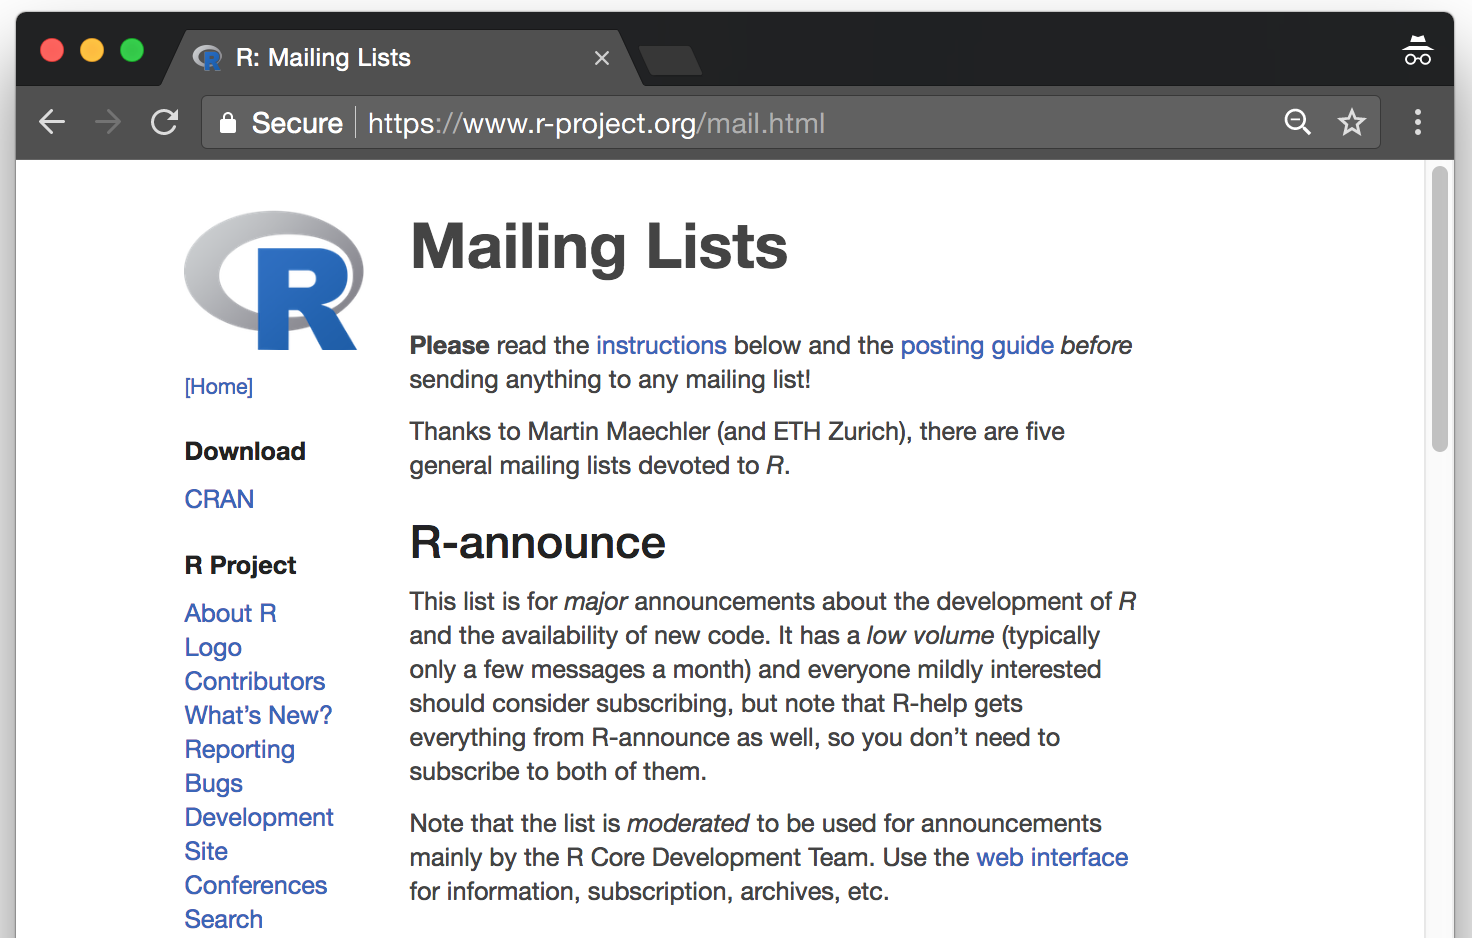 R: Mailing Lists
Secure
https://www.r-project.org/mail.html
R
[Home]
Download
CRAN
R Project
About R
Logo
Contributors
What’s New?
Reporting
Bugs
Development
Site
Conferences
Search
Mailing Lists
Please read the instructions below and the posting guide before
sending anything to any mailing list!
Thanks to Martin Maechler (and ETH Zurich), there are five
general mailing lists devoted to R.
R-announce
This list is for major announcements about the development of R
and the availability of new code. It has a low volume (typically
only a few messages a month) and everyone mildly interested
should consider subscribing, but note that R-help gets
everything from R-announce as well, so you don’t need to
subscribe to both of them.
Note that the list is moderated to be used for announcements
mainly by the R Core Development Team. Use the web interface
for information, subscription, archives, etc.